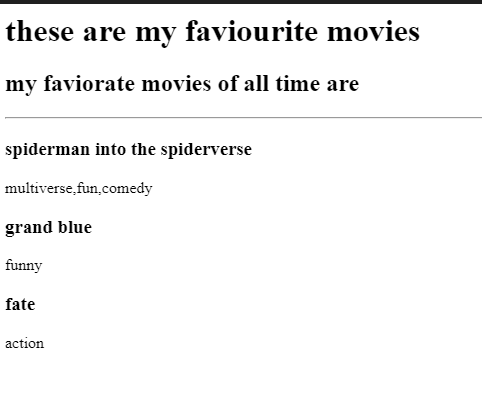 these are my faviourite movies
my faviorate movies of all time are
spiderman into the spiderverse
multiverse,fun,comedy
grand blue
funny
fate
action